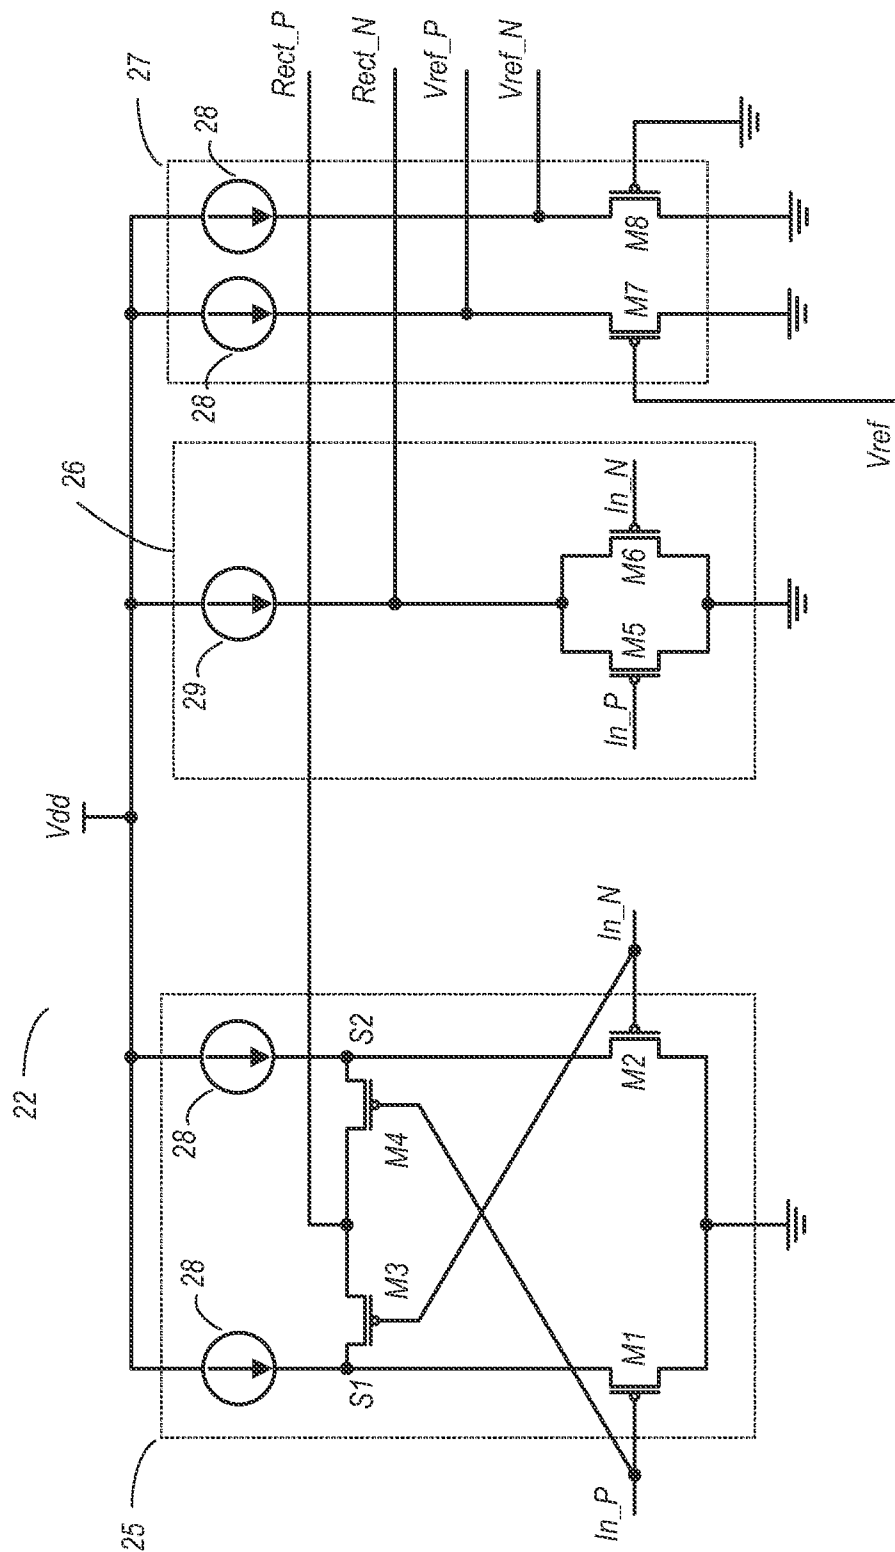 22
Vdd
25
28
28
S1
S2
M3
M4
In_P
M1
M2
In_N
26
29
In_P
M5
M6
In_N
27
28
28
Rect_P
Rect_N
Vref_P
Vref_N
M7
M8
Vref